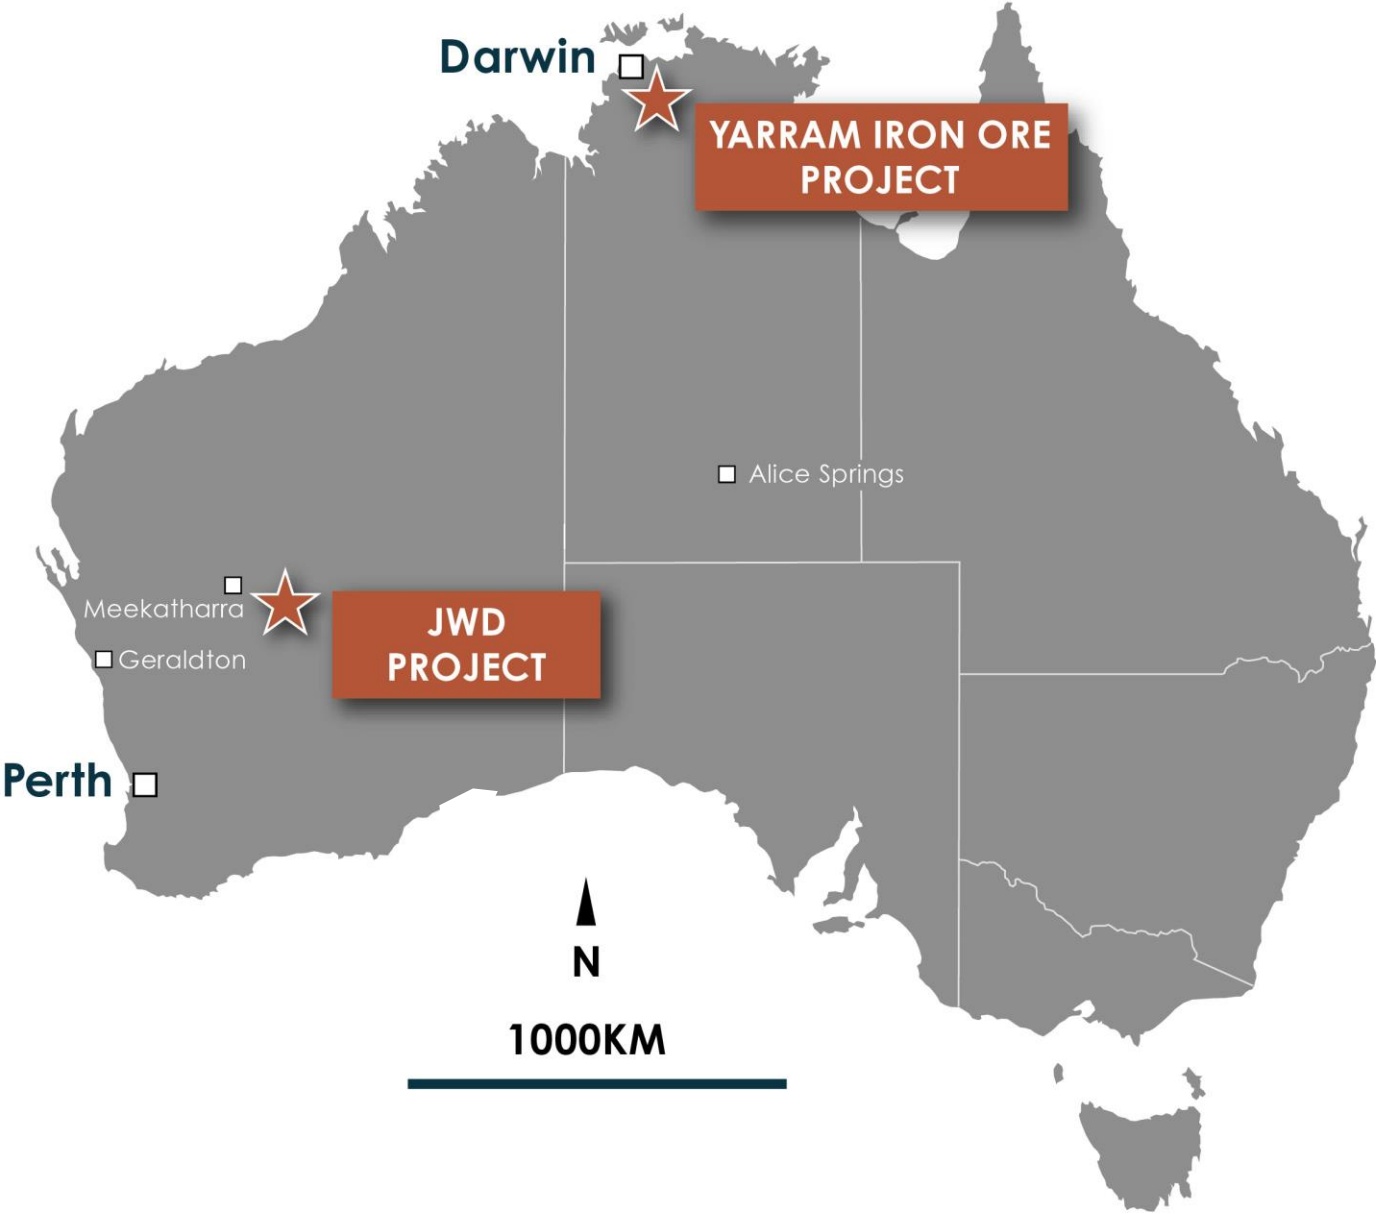 Darwin
YARRAM IRON ORE
PROJECT
Alice Springs
Meekatharra
JWD
PROJECT
Geraldton
Perth
N
1000KM